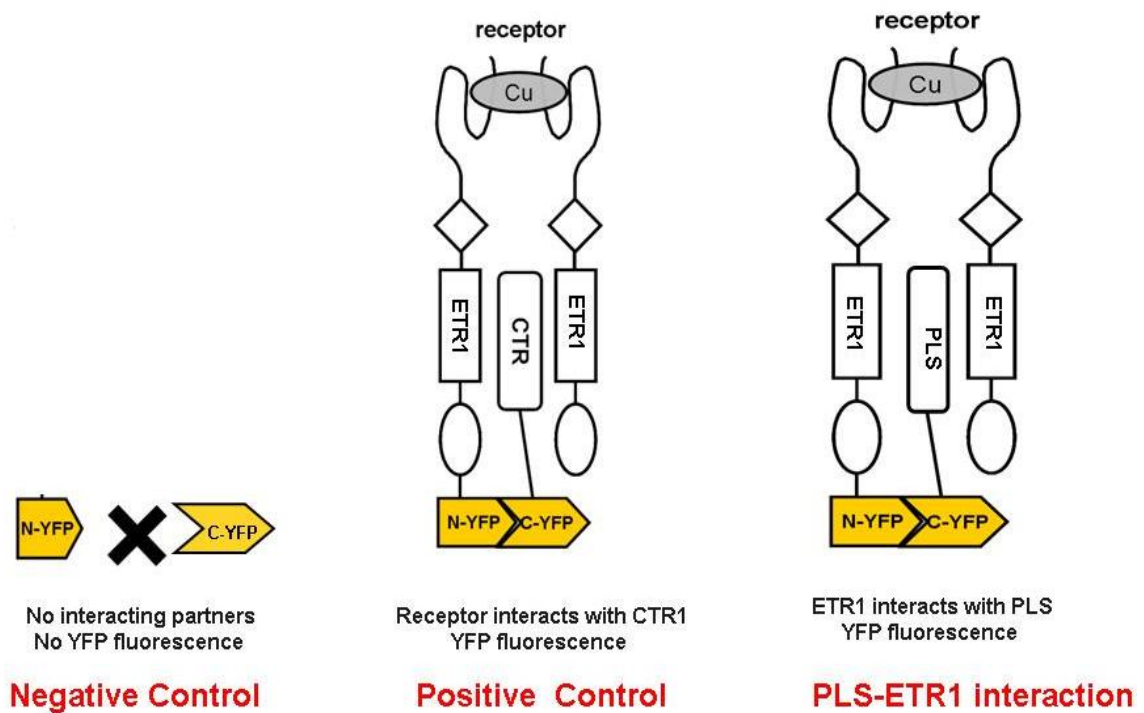 receptor
Cu
ETR1
CTR
ETR1
N-YFP
C-YFP
receptor
Cu
ETR1
PLS
ETR1
N-YFP
C-YFP
N-YFP
C-YFP
No interacting partners
No YFP fluorescence
Negative Control
Receptor interacts with CTR1
YFP fluorescence
Positive Control
ETR1 interacts with PLS
YFP fluorescence
PLS-ETR1 interaction